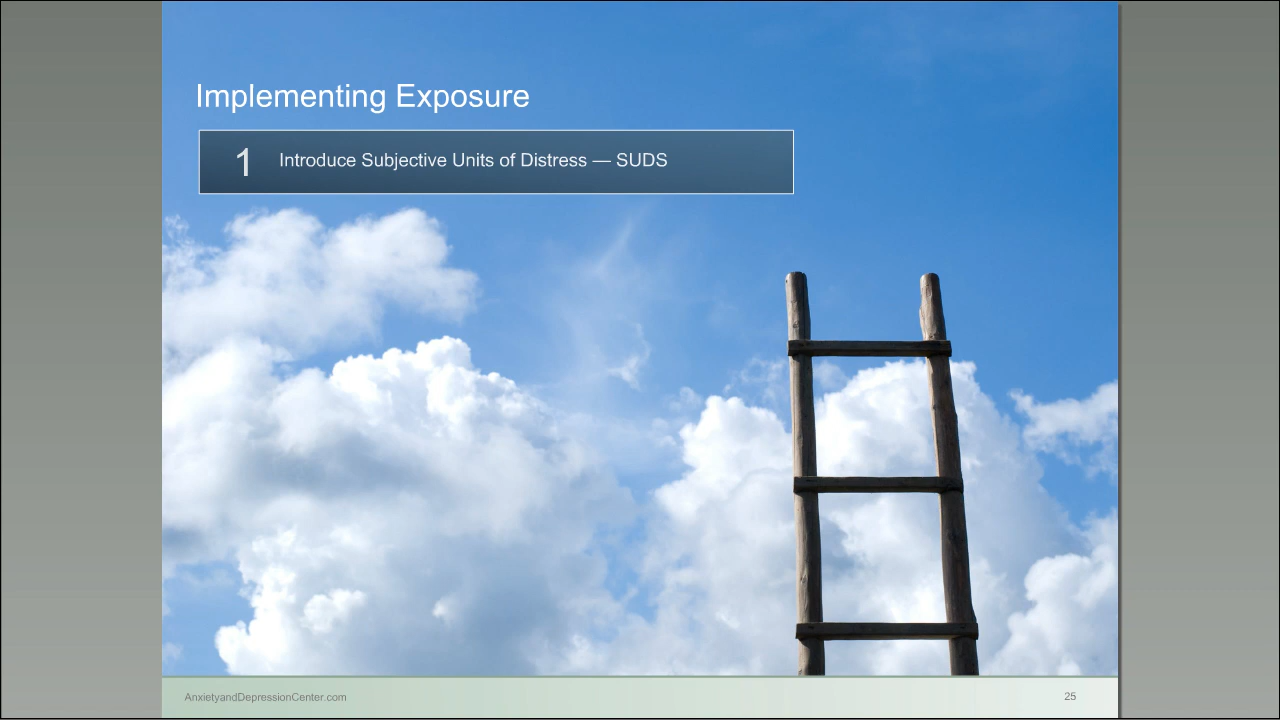 Implementing Exposure
1 Introduce Subjective Units of Distress — SUDS
AnxietyandDepressionCenter.com 25